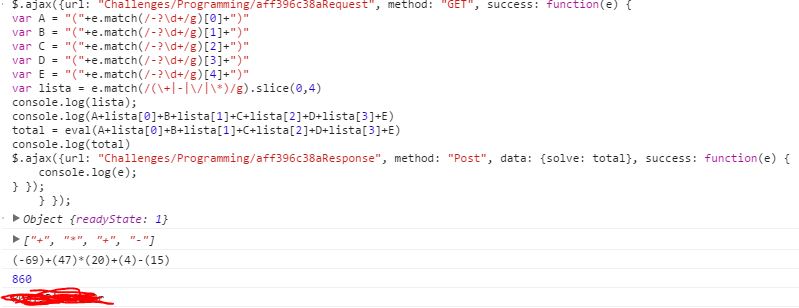 $.ajax({url: "Challenges/Programming/aff396c38aRequest", method: "GET", success: function(e) {
var A = "("+e.match(/-?\d+/g)[0]+")"
var B = "("+e.match(/-?\d+/g)[1]+")"
var C = "("+e.match(/-?\d+/g)[2]+")"
var D = "("+e.match(/-?\d+/g)[3]+")"
var E = "("+e.match(/-?\d+/g)[4]+")"
var lista = e.match(/(\+|-|\/|\*)/g).slice(0,4)
console.log(lista);
console.log(A+lista[0]+B+lista[1]+C+lista[2]+D+lista[3]+E)
total = eval(A+lista[0]+B+lista[1]+C+lista[2]+D+lista[3]+E)
console.log(total)
$.ajax({url: "Challenges/Programming/aff396c38aResponse", method: "Post", data: {solve: total}, success: function(e) {
console.log(e);
} });
} });
Object {readyState: 1}
["+", "*", "+", "-"]
(-69)+(47)*(20)+(4)-(15)
860